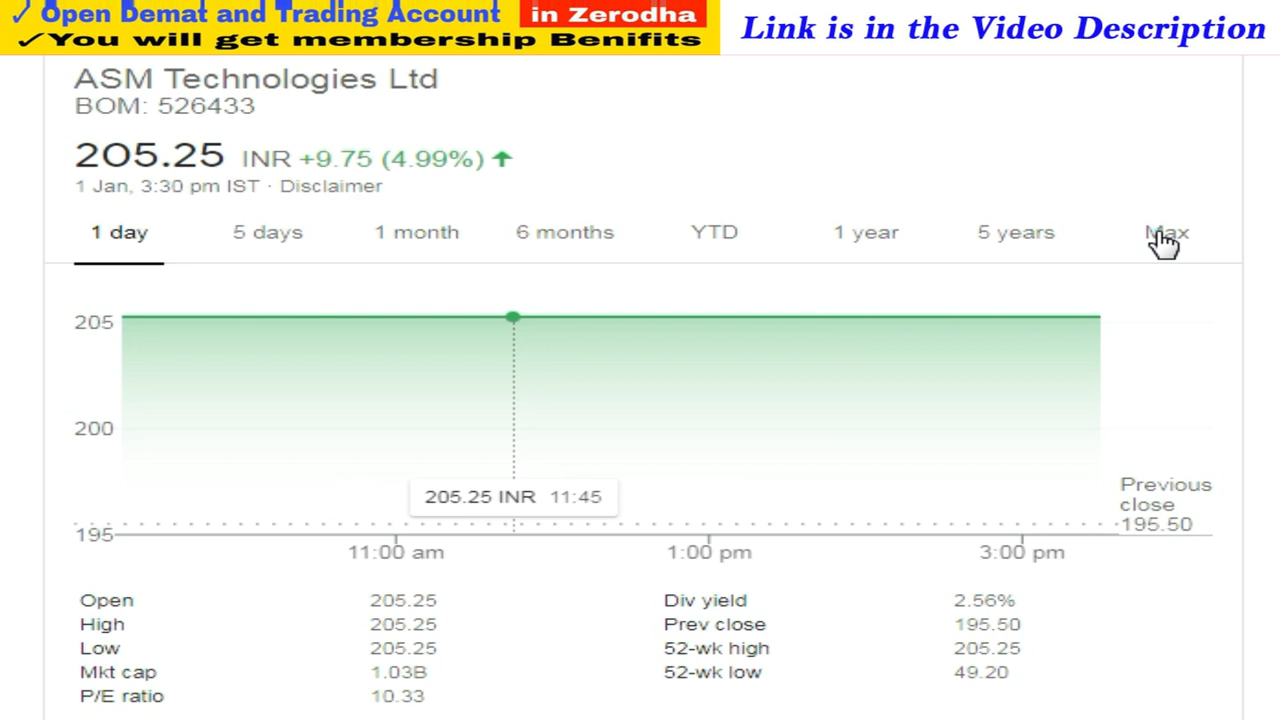 ✓ Open Demat and Trading Account in Zerodha
✓You will get membership Benifits
Link is in the Video Description
ASM Technologies Ltd
BOM: 526433
205.25 INR +9.75 (4.99%) ↑
1 Jan, 3:30 pm IST · Disclaimer
1 day 5 days 1 month 6 months YTD 1 year 5 years Max
205
200
195
205.25 INR 11:45
Previous
close
195.50
11:00 am 1:00 pm 3:00 pm
Open 205.25 Div yield 2.56%
High 205.25 Prev close 195.50
Low 205.25 52-wk high 205.25
Mkt cap 1.03B 52-wk low 49.20
P/E ratio 10.33